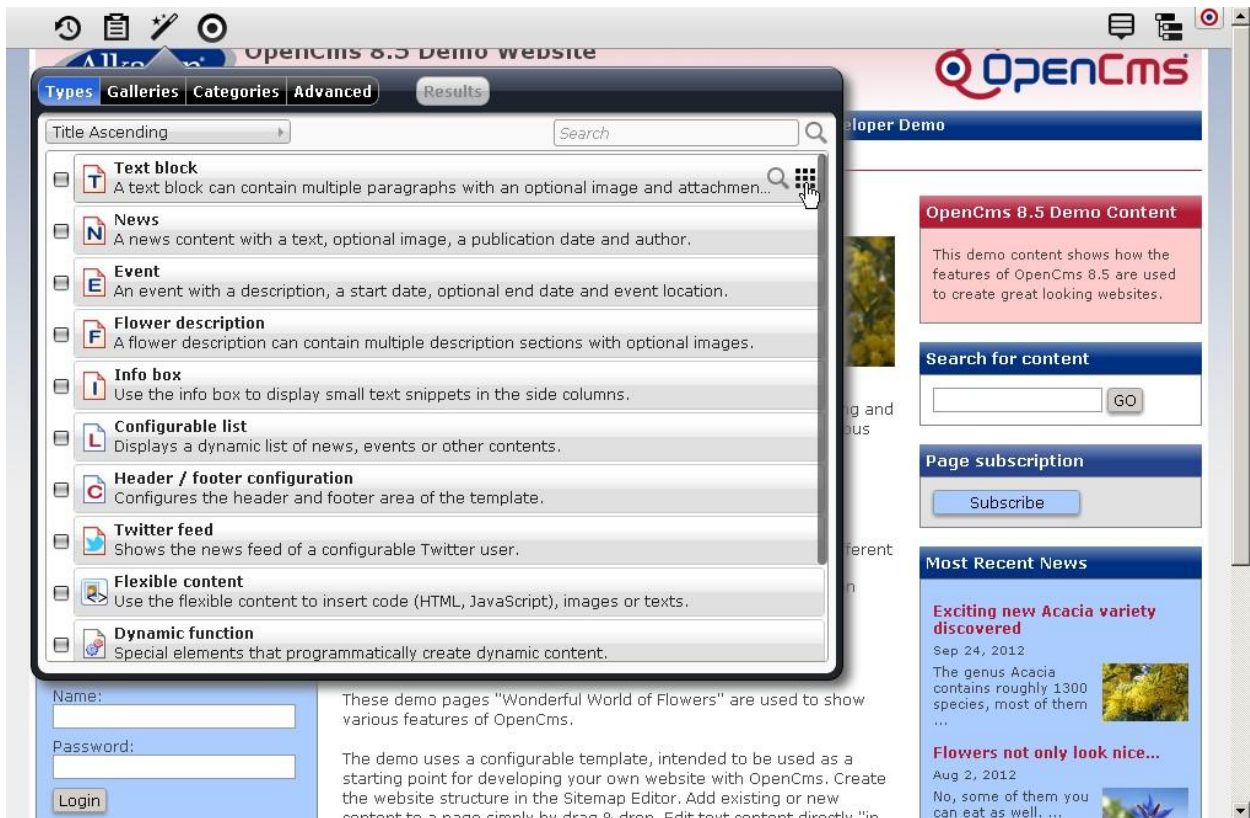 OpenCms 8.5 Demo Website
OpenCms
Types Galleries Categories Advanced Results
Title Ascending
Search
Text block
A text block can contain multiple paragraphs with an optional image and attachmen...
News
A news content with a text, optional image, a publication date and author.
Event
An event with a description, a start date, optional end date and event location.
Flower description
A flower description can contain multiple description sections with optional images.
Info box
Use the info box to display small text snippets in the side columns.
Configurable list
Displays a dynamic list of news, events or other contents.
Header / footer configuration
Configures the header and footer area of the template.
Twitter feed
Shows the news feed of a configurable Twitter user.
Flexible content
Use the flexible content to insert code (HTML, JavaScript), images or texts.
Dynamic function
Special elements that programmatically create dynamic content.
Name:
Password:
Login
These demo pages "Wonderful World of Flowers" are used to show
various features of OpenCms.
The demo uses a configurable template, intended to be used as a
starting point for developing your own website with OpenCms. Create
the website structure in the Sitemap Editor. Add existing or new
content to a page simply by drag & drop. Edit text content directly "in
Demo
OpenCms 8.5 Demo Content
This demo content shows how the
features of OpenCms 8.5 are used
to create great looking websites.
Search for content
GO
Page subscription
Subscribe
Most Recent News
Exciting new Acacia variety
discovered
Sep 24, 2012
The genus Acacia
contains roughly 1300
species, most of them
...
Flowers not only look nice...
Aug 2, 2012
No, some of them you
can eat as well. ...